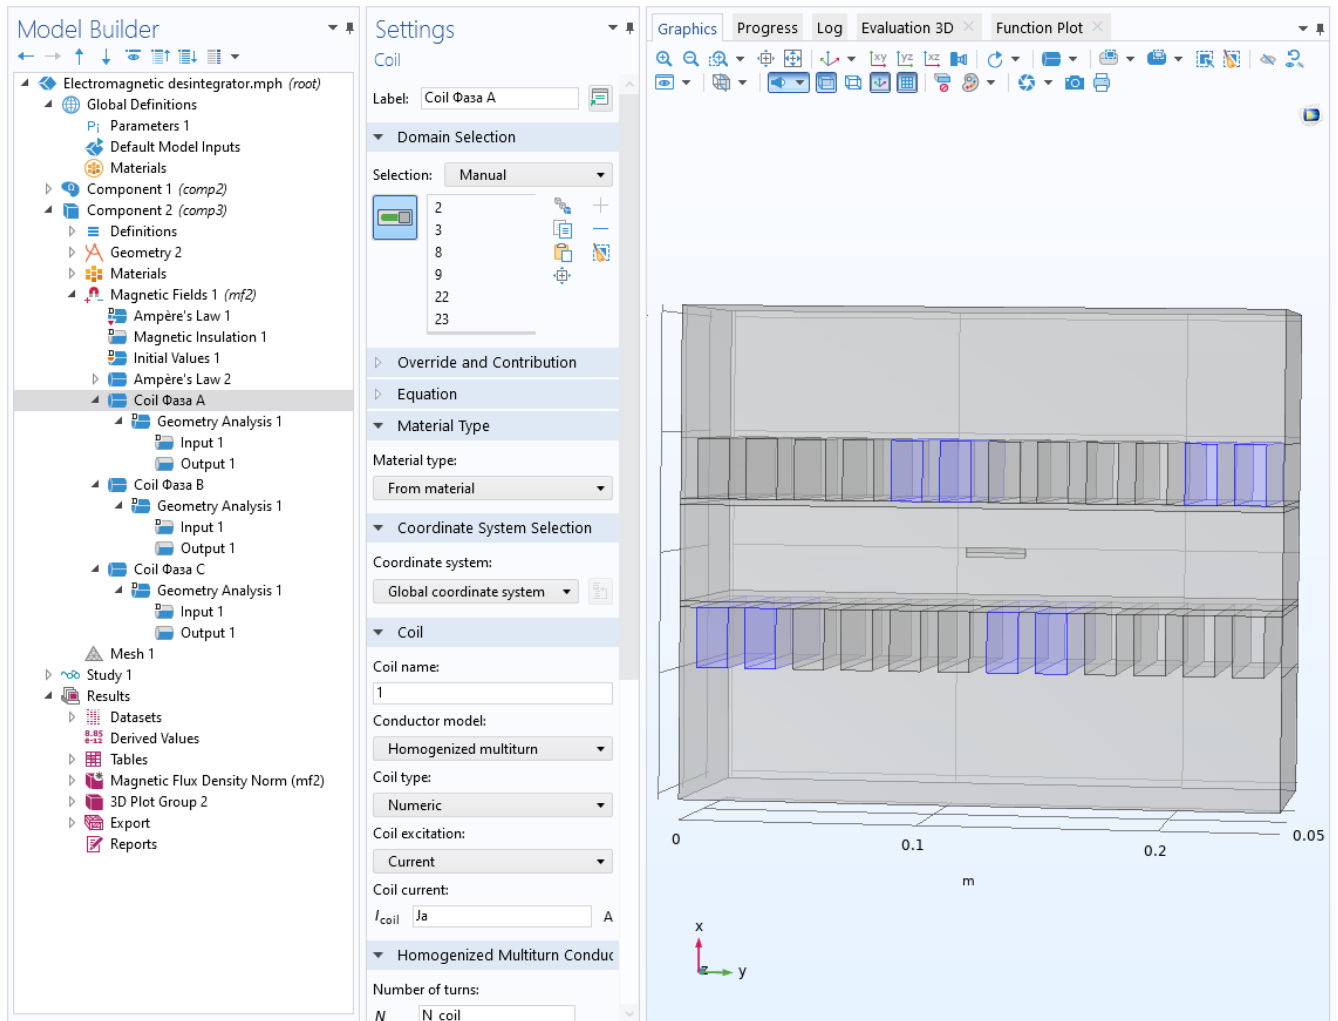 Model Builder
Electromagnetic desintegrator.mph (root)
Global Definitions
Pi Parameters 1
Default Model Inputs
Materials
Component 1 (comp2)
Component 2 (comp3)
Definitions
Geometry 2
Materials
Magnetic Fields 1 (mf2)
Ampère's Law 1
Magnetic Insulation 1
Initial Values 1
Ampère's Law 2
Coil Фаза A
Geometry Analysis 1
Input 1
Output 1
Coil Фаза B
Geometry Analysis 1
Input 1
Output 1
Coil Фаза C
Geometry Analysis 1
Input 1
Output 1
Mesh 1
Study 1
Results
Datasets
8.85
e-12
Derived Values
Tables
Magnetic Flux Density Norm (mf2)
3D Plot Group 2
Export
Reports
Settings
Coil
Label: Coil Фаза A
Domain Selection
Selection: Manual
2
3
8
9
22
23
Override and Contribution
Equation
Material Type
Material type:
From material
Coordinate System Selection
Coordinate system:
Global coordinate system
Coil
Coil name:
1
Conductor model:
Homogenized multiturn
Coil type:
Numeric
Coil excitation:
Current
Coil current:
Icoil Ja A
Homogenized Multiturn Conduc
Number of turns:
N N_coil
Graphics Progress Log Evaluation 3D Function Plot
xy yz xz
0 0.1 0.2 0.05
m
x
z y